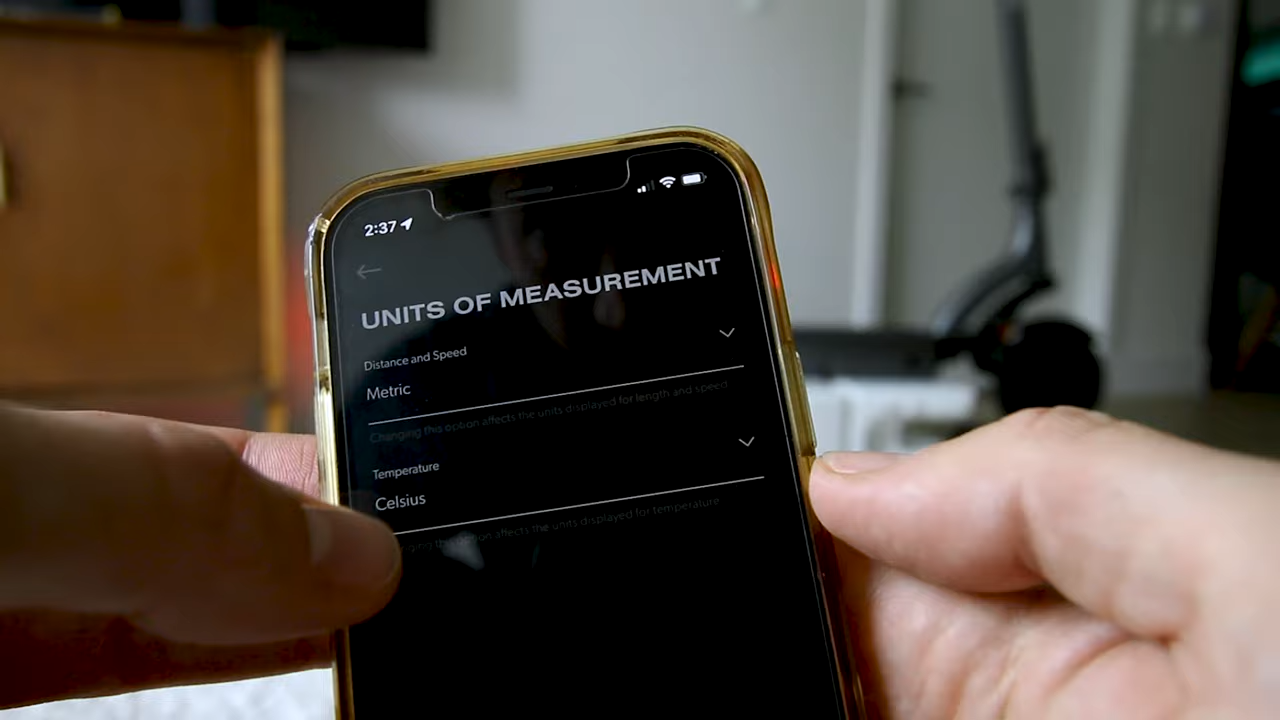 2:37
UNITS OF MEASUREMENT
Distance and Speed
Metric
Changing this option affects the units displayed for length and speed
Temperature
Celsius
this option affects the units displayed for temperature